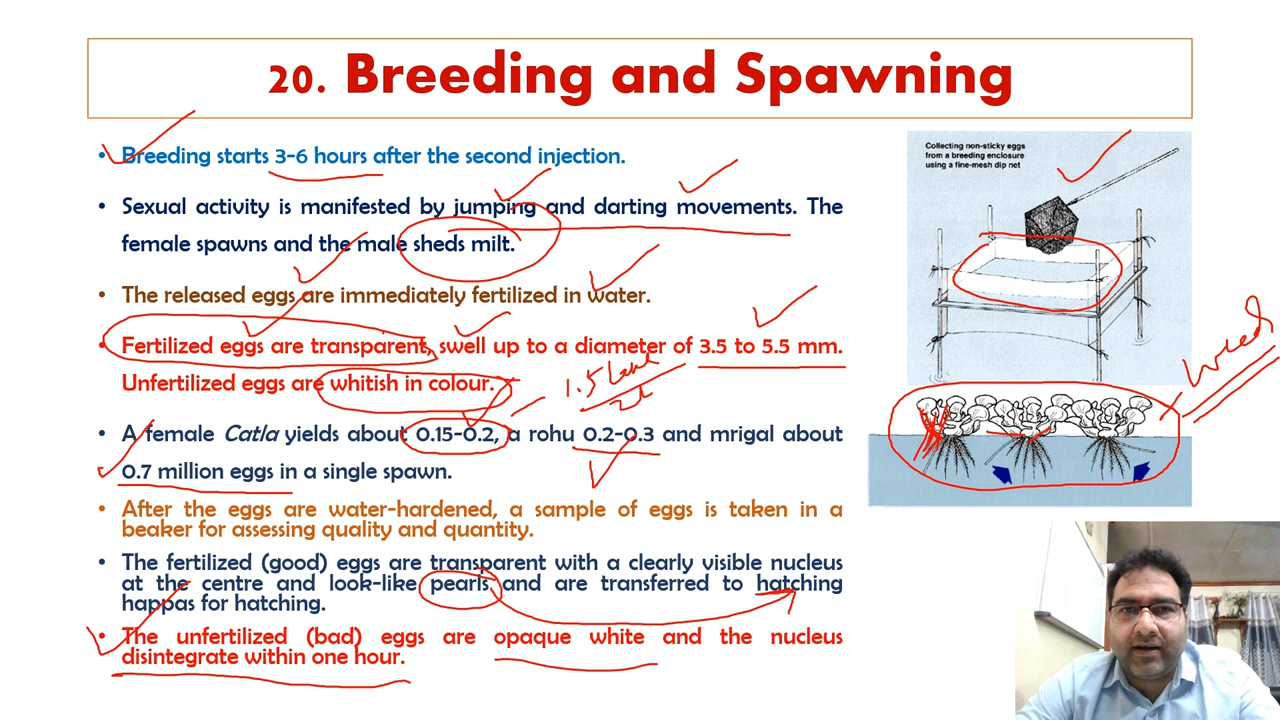 20. Breeding and Spawning
• Breeding starts 3-6 hours after the second injection.
• Sexual activity is manifested by jumping and darting movements. The
female spawns and the male sheds milt.
• The released eggs are immediately fertilized in water.
• Fertilized eggs are transparent, swell up to a diameter of 3.5 to 5.5 mm.
Unfertilized eggs are whitish in colour.
• A female Catla yields about 0.15-0.2, a rohu 0.2-0.3 and mrigal about
0.7 million eggs in a single spawn.
• After the eggs are water-hardened, a sample of eggs is taken in a
beaker for assessing quality and quantity.
• The fertilized (good) eggs are transparent with a clearly visible nucleus
at the centre and look-like pearls and are transferred to hatching
happas for hatching.
• The unfertilized (bad) eggs are opaque white and the nucleus
disintegrate within one hour.
1.5
Collecting non-sticky eggs
from a breeding enclosure
using a fine-mesh dip net
weed